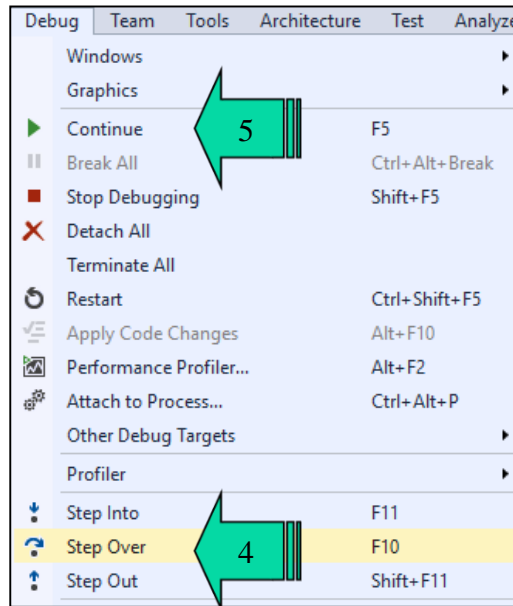 Debug Team Tools Architecture Test Analyze
Windows
Graphics
Continue 5 F5
Break All Ctrl+Alt+Break
Stop Debugging Shift+F5
Detach All
Terminate All
Restart Ctrl+Shift+F5
Apply Code Changes Alt+F10
Performance Profiler... Alt+F2
Attach to Process... Ctrl+Alt+P
Other Debug Targets
Profiler
Step Into F11
Step Over 4 F10
Step Out Shift+F11